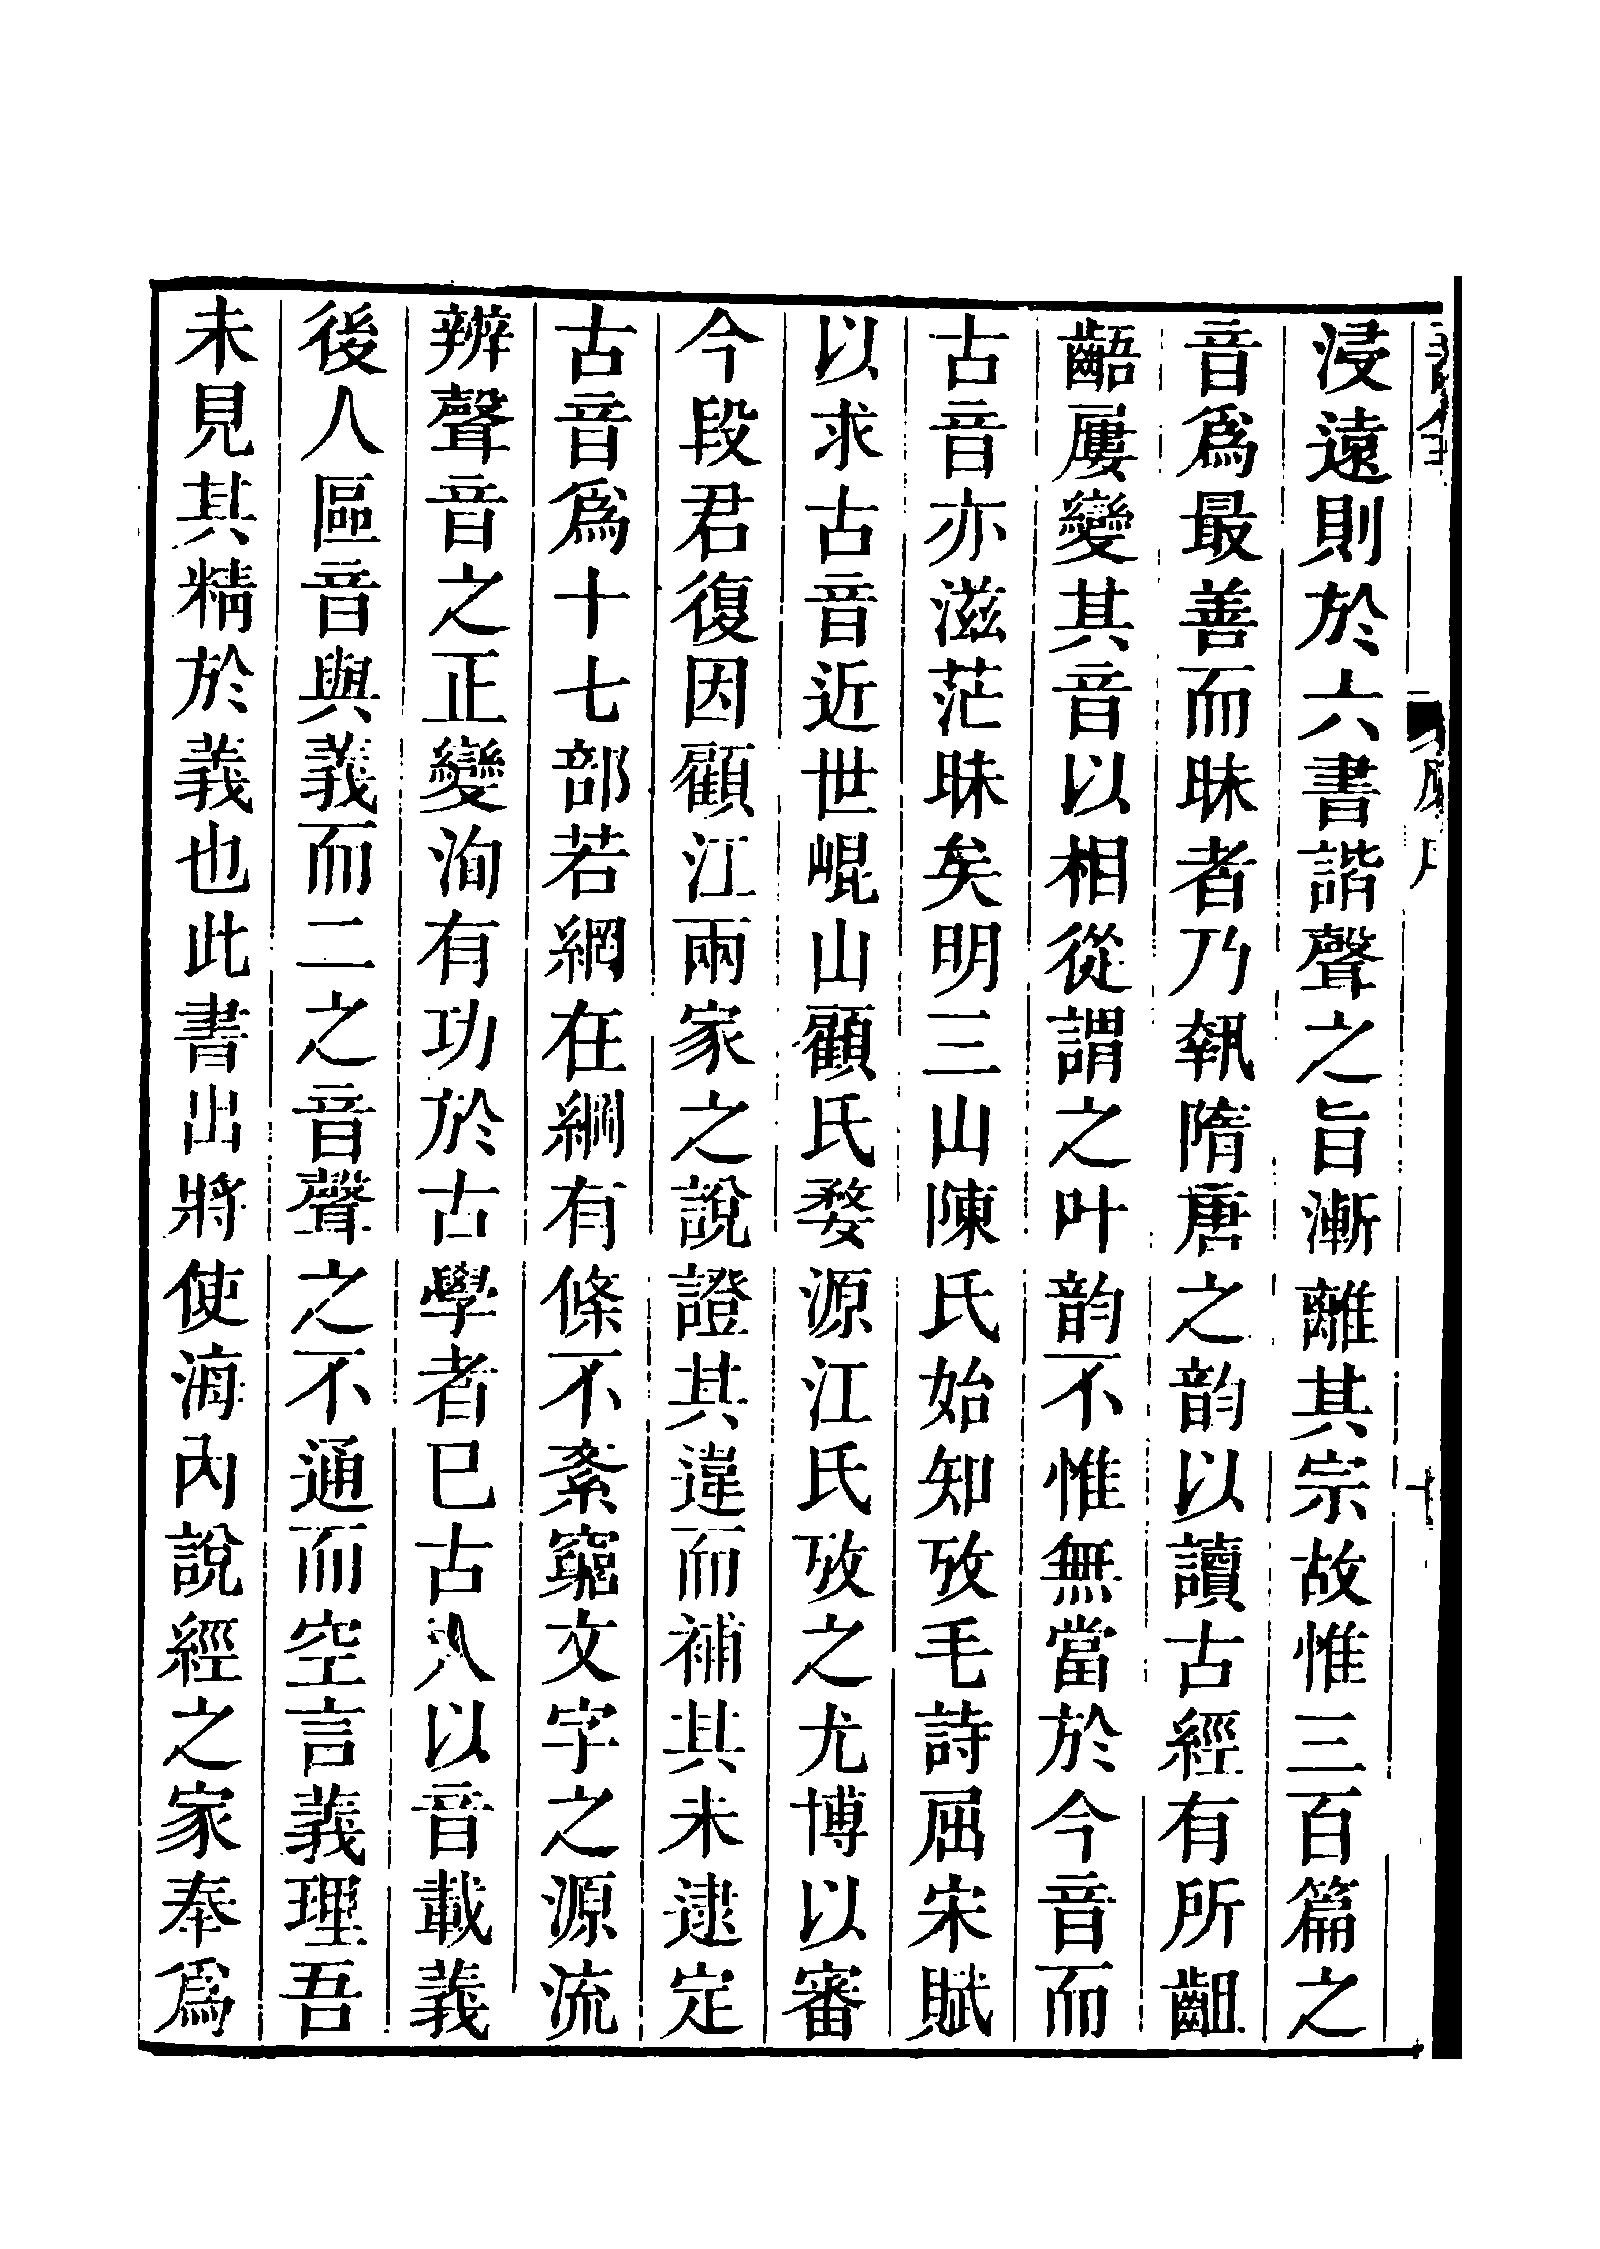 浸遠則於六書諧聲之旨漸離其宗故惟三百篇之
音爲最善而昧者乃執隋唐之韵以讀古經有所齟
齬屢變其音以相從謂之叶韵不惟無當於今音而
古音亦滋茫昧矣明三山陳氏始知攷毛詩屈宋賦
以求古音近世崐山顧氏婺源江氏攷之尤博以審
今段君復因顧江兩家之說證其違而補其未逮定
古音爲十七部若網在綱有條不紊窮文字之源流
辨聲音之正變洵有功於古學者已古人以音載義
後人區音與義而二之音聲之不通而空言義理吾
未見其精於義也此書出將使海內說經之家奉爲